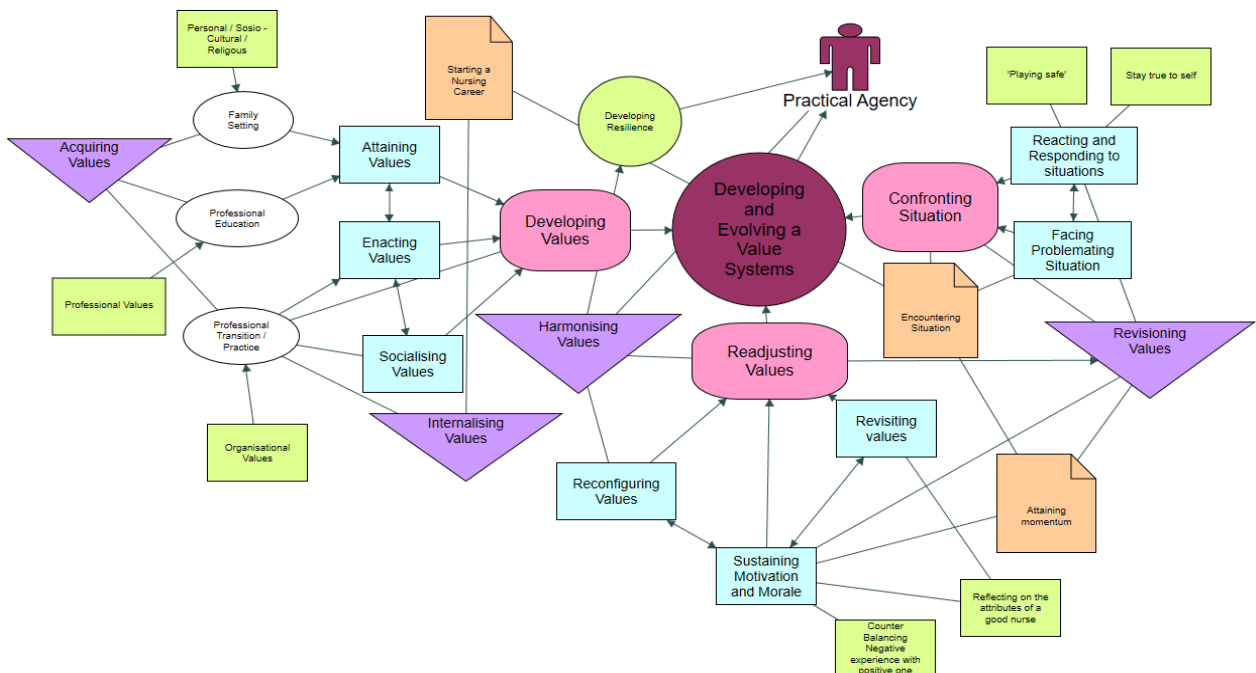 Personal / Sosio -
Cultural /
Religous
Starting a
Nursing
Career
Practical Agency
'Playing safe'
Stay true to self
Family
Setting
Developing
Resilience
Acquiring
Values
Attaining
Values
Reacting and
Responding to
situations
Professional
Education
Developing
Values
Developing
and
Evolving a
Value
Systems
Confronting
Situation
Enacting
Values
Facing
Problemating
Situation
Professional Values
Professional
Transition /
Practice
Socialising
Values
Harmonising
Values
Readjusting
Values
Encountering
Situation
Revisioning
Values
Internalising
Values
Revisiting
values
Organisational
Values
Reconfiguring
Values
Attaining
momentum
Sustaining
Motivation
and Morale
Reflecting on the
attributes of a
good nurse
Counter
Balancing
Negative
experience with
positive one